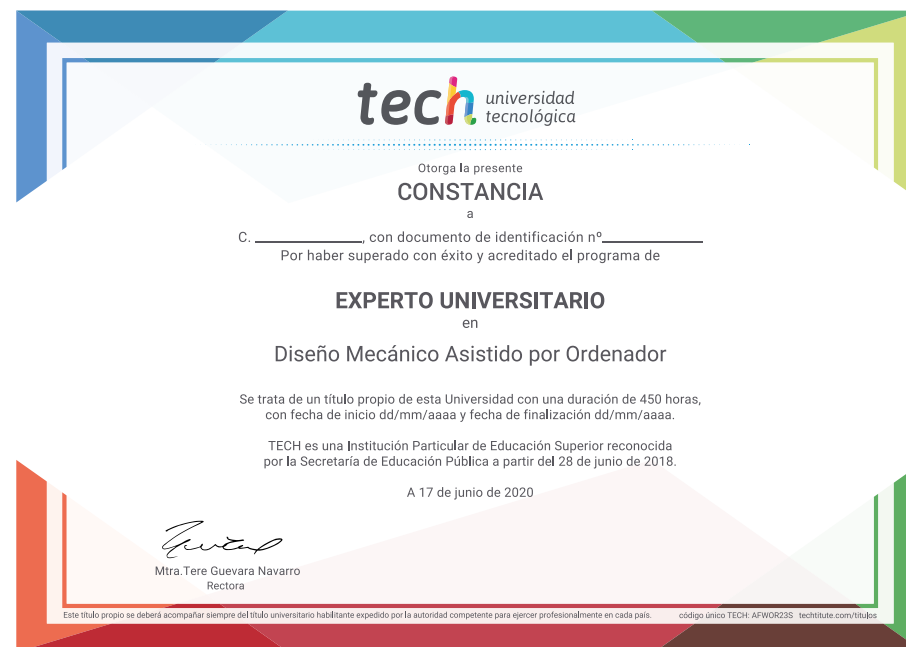 tech universidad
tecnológica
Otorga la presente
CONSTANCIA
a
C. ____________, con documento de identificación nº____________
Por haber superado con éxito y acreditado el programa de
EXPERTO UNIVERSITARIO
en
Diseño Mecánico Asistido por Ordenador
Se trata de un título propio de esta Universidad con una duración de 450 horas,
con fecha de inicio dd/mm/aaaa y fecha de finalización dd/mm/aaaa.
TECH es una Institución Particular de Educación Superior reconocida
por la Secretaría de Educación Pública a partir del 28 de junio de 2018.
A 17 de junio de 2020
Mtra.Tere Guevara Navarro
Rectora
Este título propio se deberá acompañar siempre del título universitario habilitante expedido por la autoridad competente para ejercer profesionalmente en cada país. código único TECH: AFWOR23S techtitute.com/titulos